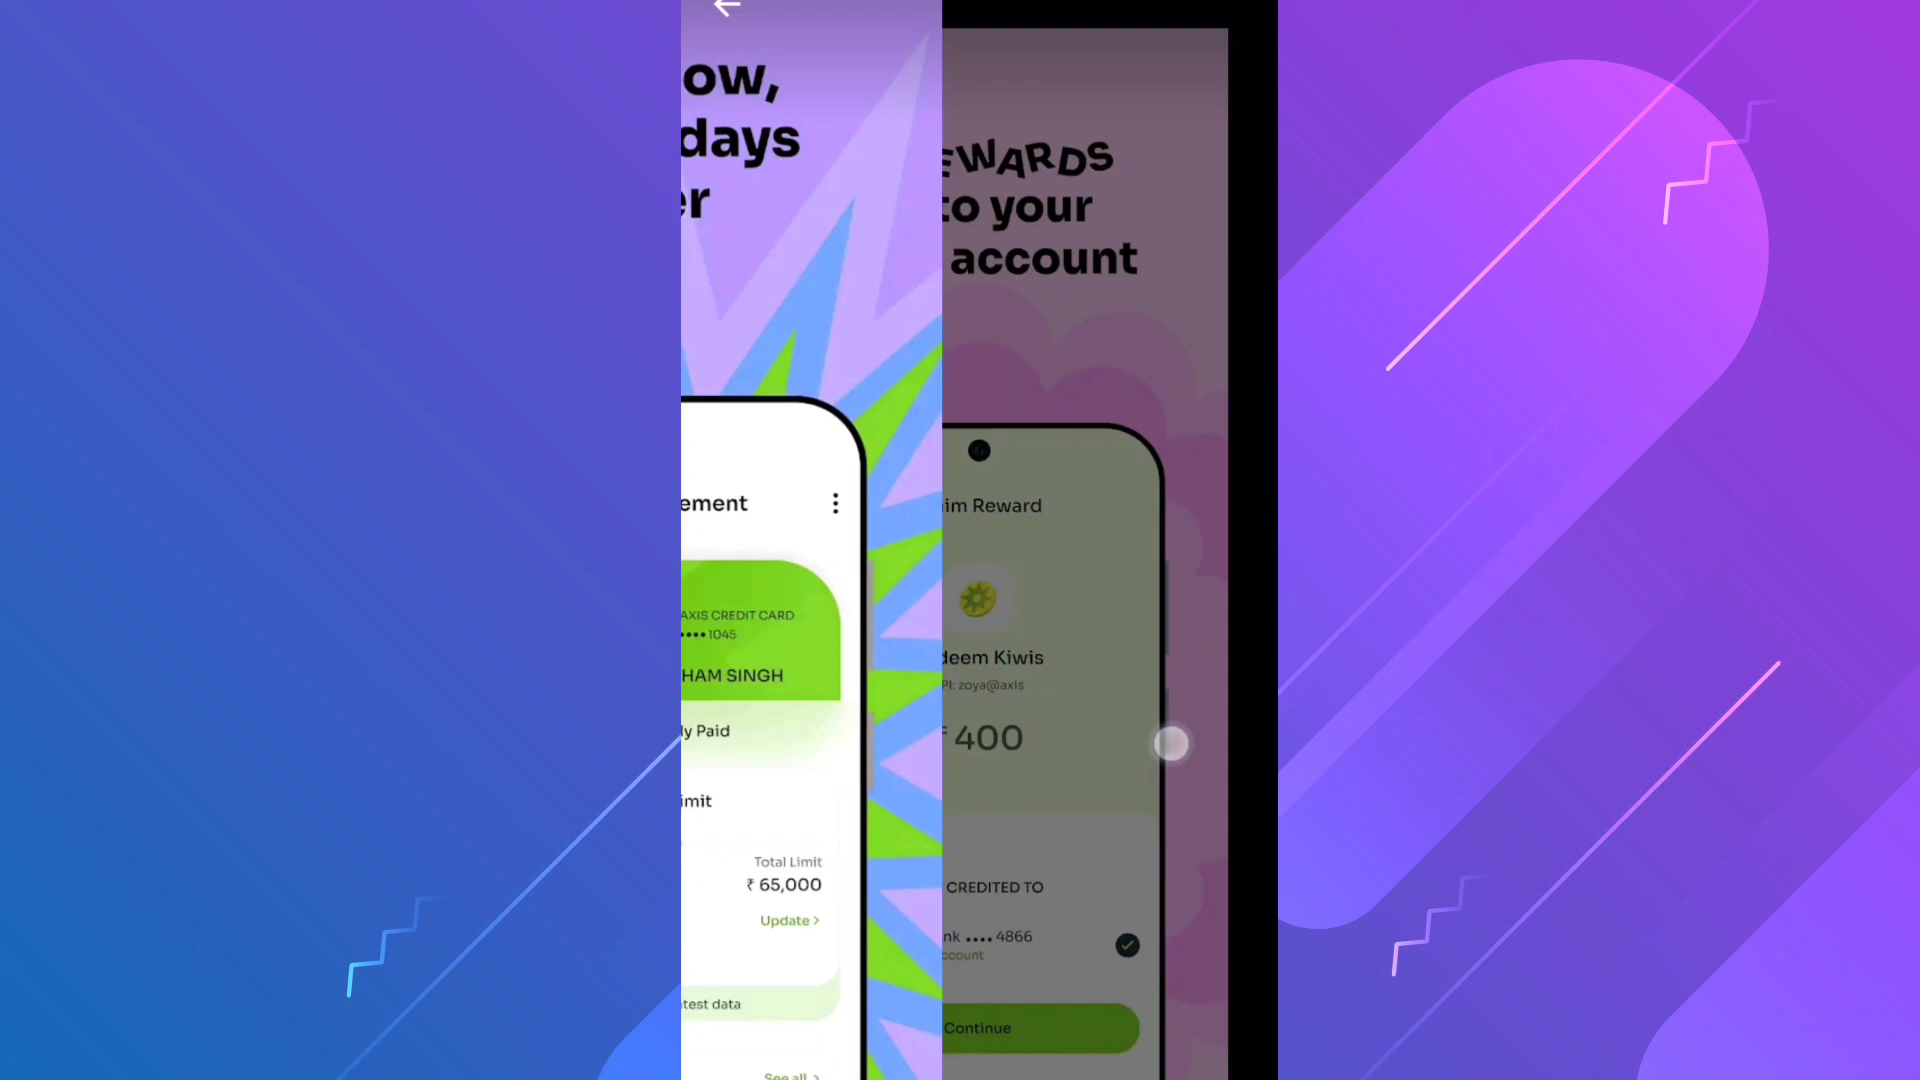 ow,
days
er
ement
AXIS CREDIT CARD
•••• 1045
HAM SINGH
ly Paid
imit
Total Limit
₹ 65,000
Update >
test data
See all >
EWARDS
to your
account
im Reward
deem Kiwis
PI: zoya@axis
₹ 400
CREDITED TO
nk •••• 4866
ccount
Continue